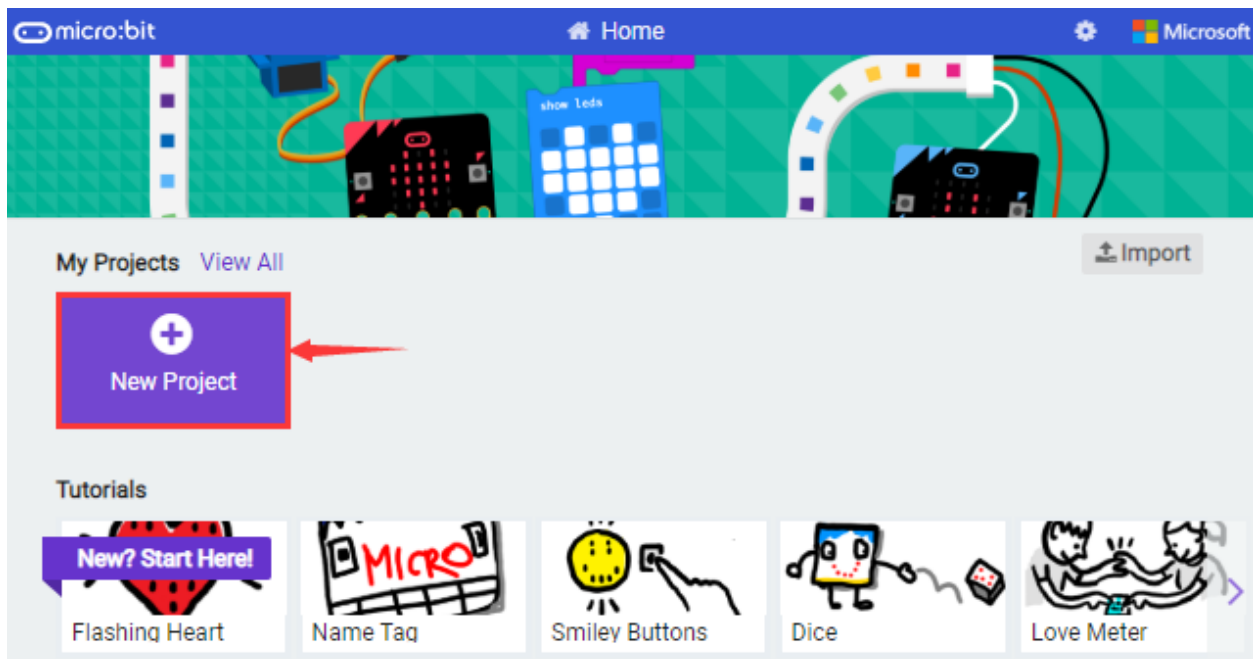 micro:bit
Home
Microsoft
show leds
My Projects View All
Import
New Project
Tutorials
New? Start Here!
MICRO
Flashing Heart
Name Tag
Smiley Buttons
Dice
Love Meter